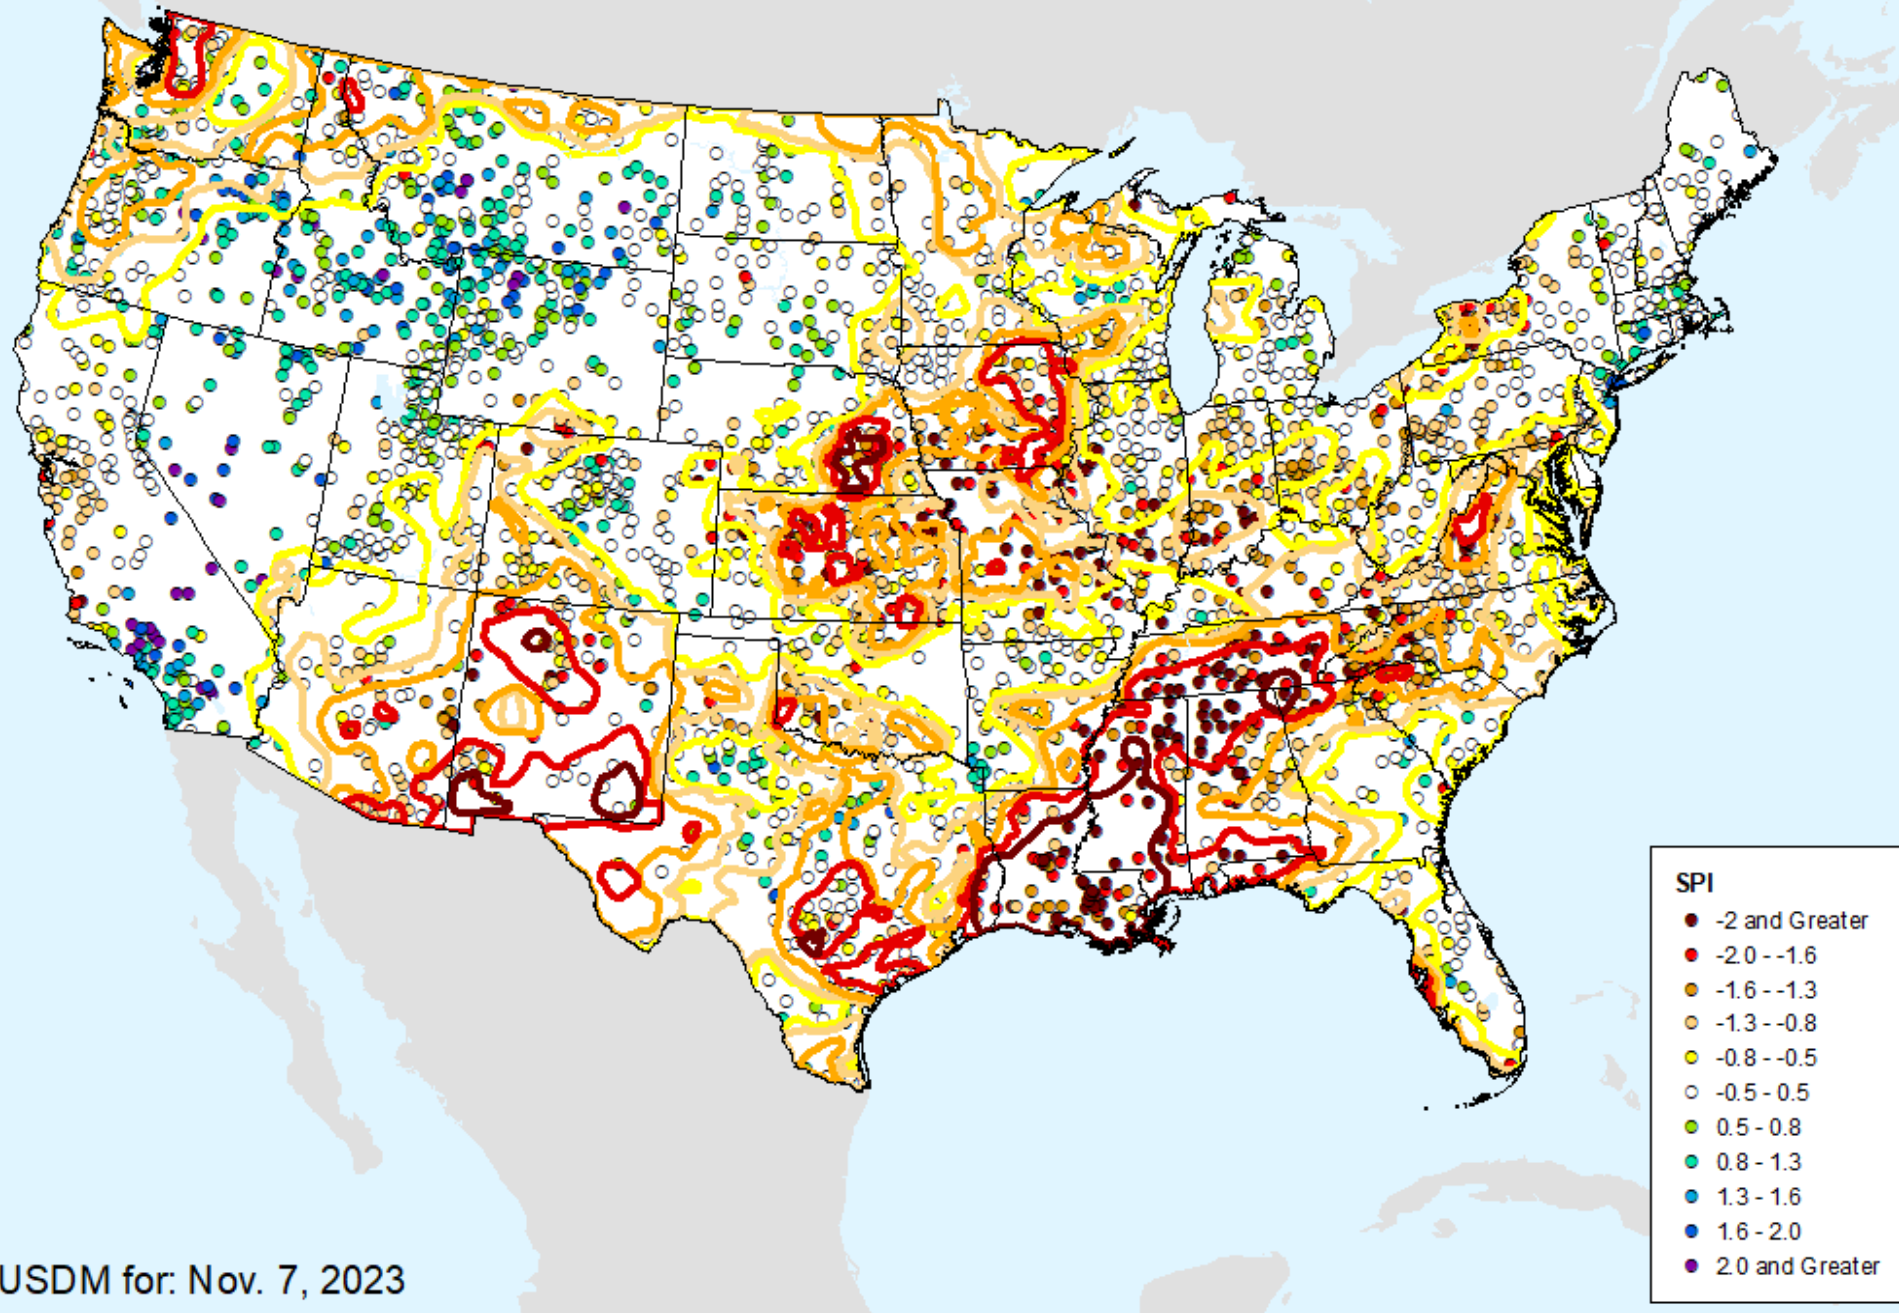 SPI
-2 and Greater
-2.0 - -1.6
-1.6 - -1.3
-1.3 - -0.8
-0.8 - -0.5
-0.5 - 0.5
0.5 - 0.8
0.8 - 1.3
1.3 - 1.6
1.6 - 2.0
2.0 and Greater
USDM for: Nov. 7, 2023